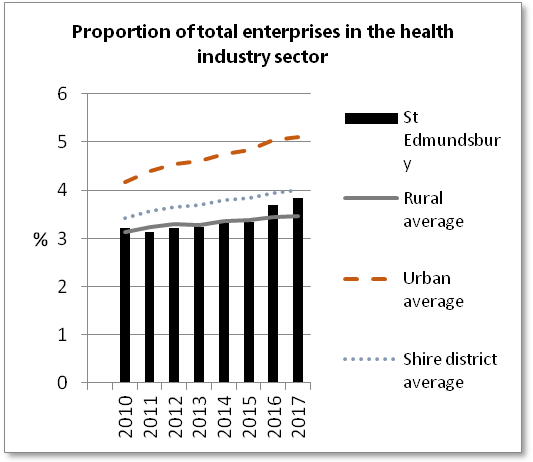 Proportion of total enterprises in the health
industry sector
6
5
4
3
2
1
0
%
2010
2011
2012
2013
2014
2015
2016
2017
St
Edmundsbur
y
Rural
average
Urban
average
Shire district
average